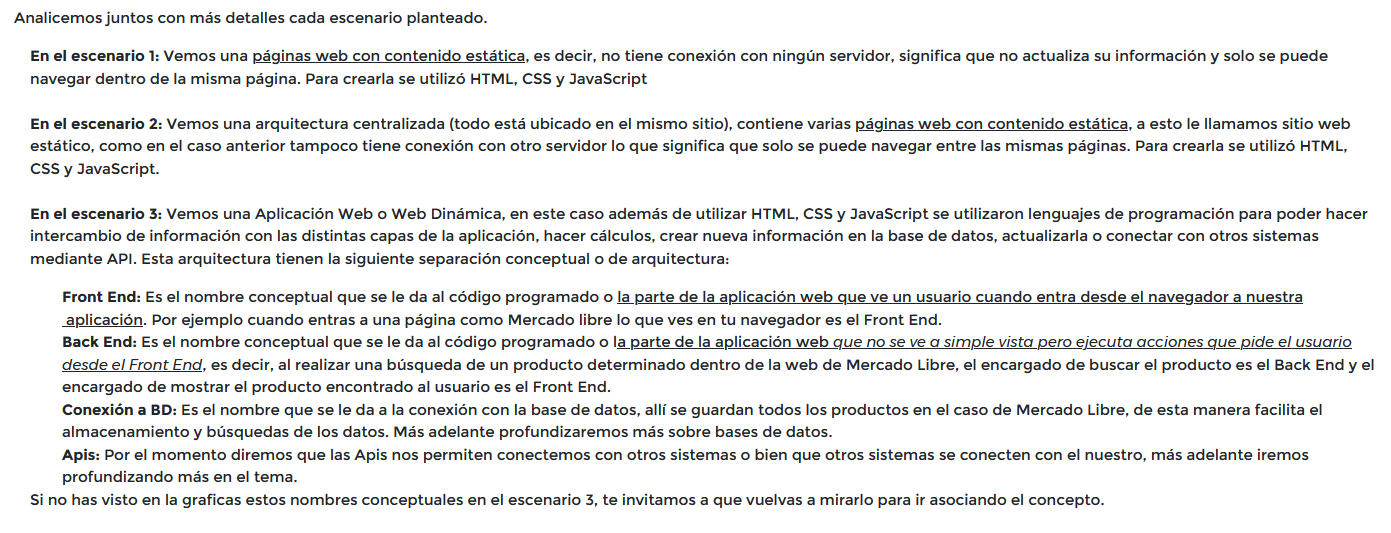 Analicemos juntos con más detalles cada escenario planteado.
En el escenario 1: Vemos una páginas web con contenido estática, es decir, no tiene conexión con ningún servidor, significa que no actualiza su información y solo se puede
navegar dentro de la misma página. Para crearla se utilizó HTML, CSS y JavaScript
En el escenario 2: Vemos una arquitectura centralizada (todo está ubicado en el mismo sitio), contiene varias páginas web con contenido estática, a esto le llamamos sitio web
estático, como en el caso anterior tampoco tiene conexión con otro servidor lo que significa que solo se puede navegar entre las mismas páginas. Para crearla se utilizó HTML,
CSS y JavaScript.
En el escenario 3: Vemos una Aplicación Web o Web Dinámica, en este caso además de utilizar HTML, CSS y JavaScript se utilizaron lenguajes de programación para poder hacer
intercambio de información con las distintas capas de la aplicación, hacer cálculos, crear nueva información en la base de datos, actualizarla o conectar con otros sistemas
mediante API. Esta arquitectura tienen la siguiente separación conceptual o de arquitectura:
Front End: Es el nombre conceptual que se le da al código programado o la parte de la aplicación web que ve un usuario cuando entra desde el navegador a nuestra
aplicación. Por ejemplo cuando entras a una página como Mercado libre lo que ves en tu navegador es el Front End.
Back End: Es el nombre conceptual que se le da al código programado o la parte de la aplicación web que no se ve a simple vista pero ejecuta acciones que pide el usuario
desde el Front End, es decir, al realizar una búsqueda de un producto determinado dentro de la web de Mercado Libre, el encargado de buscar el producto es el Back End y el
encargado de mostrar el producto encontrado al usuario es el Front End.
Conexión a BD: Es el nombre que se le da a la conexión con la base de datos, allí se guardan todos los productos en el caso de Mercado Libre, de esta manera facilita el
almacenamiento y búsquedas de los datos. Más adelante profundizaremos más sobre bases de datos.
Apis: Por el momento diremos que las Apis nos permiten conectemos con otros sistemas o bien que otros sistemas se conecten con el nuestro, más adelante iremos
profundizando más en el tema.
Si no has visto en la graficas estos nombres conceptuales en el escenario 3, te invitamos a que vuelvas a mirarlo para ir asociando el concepto.